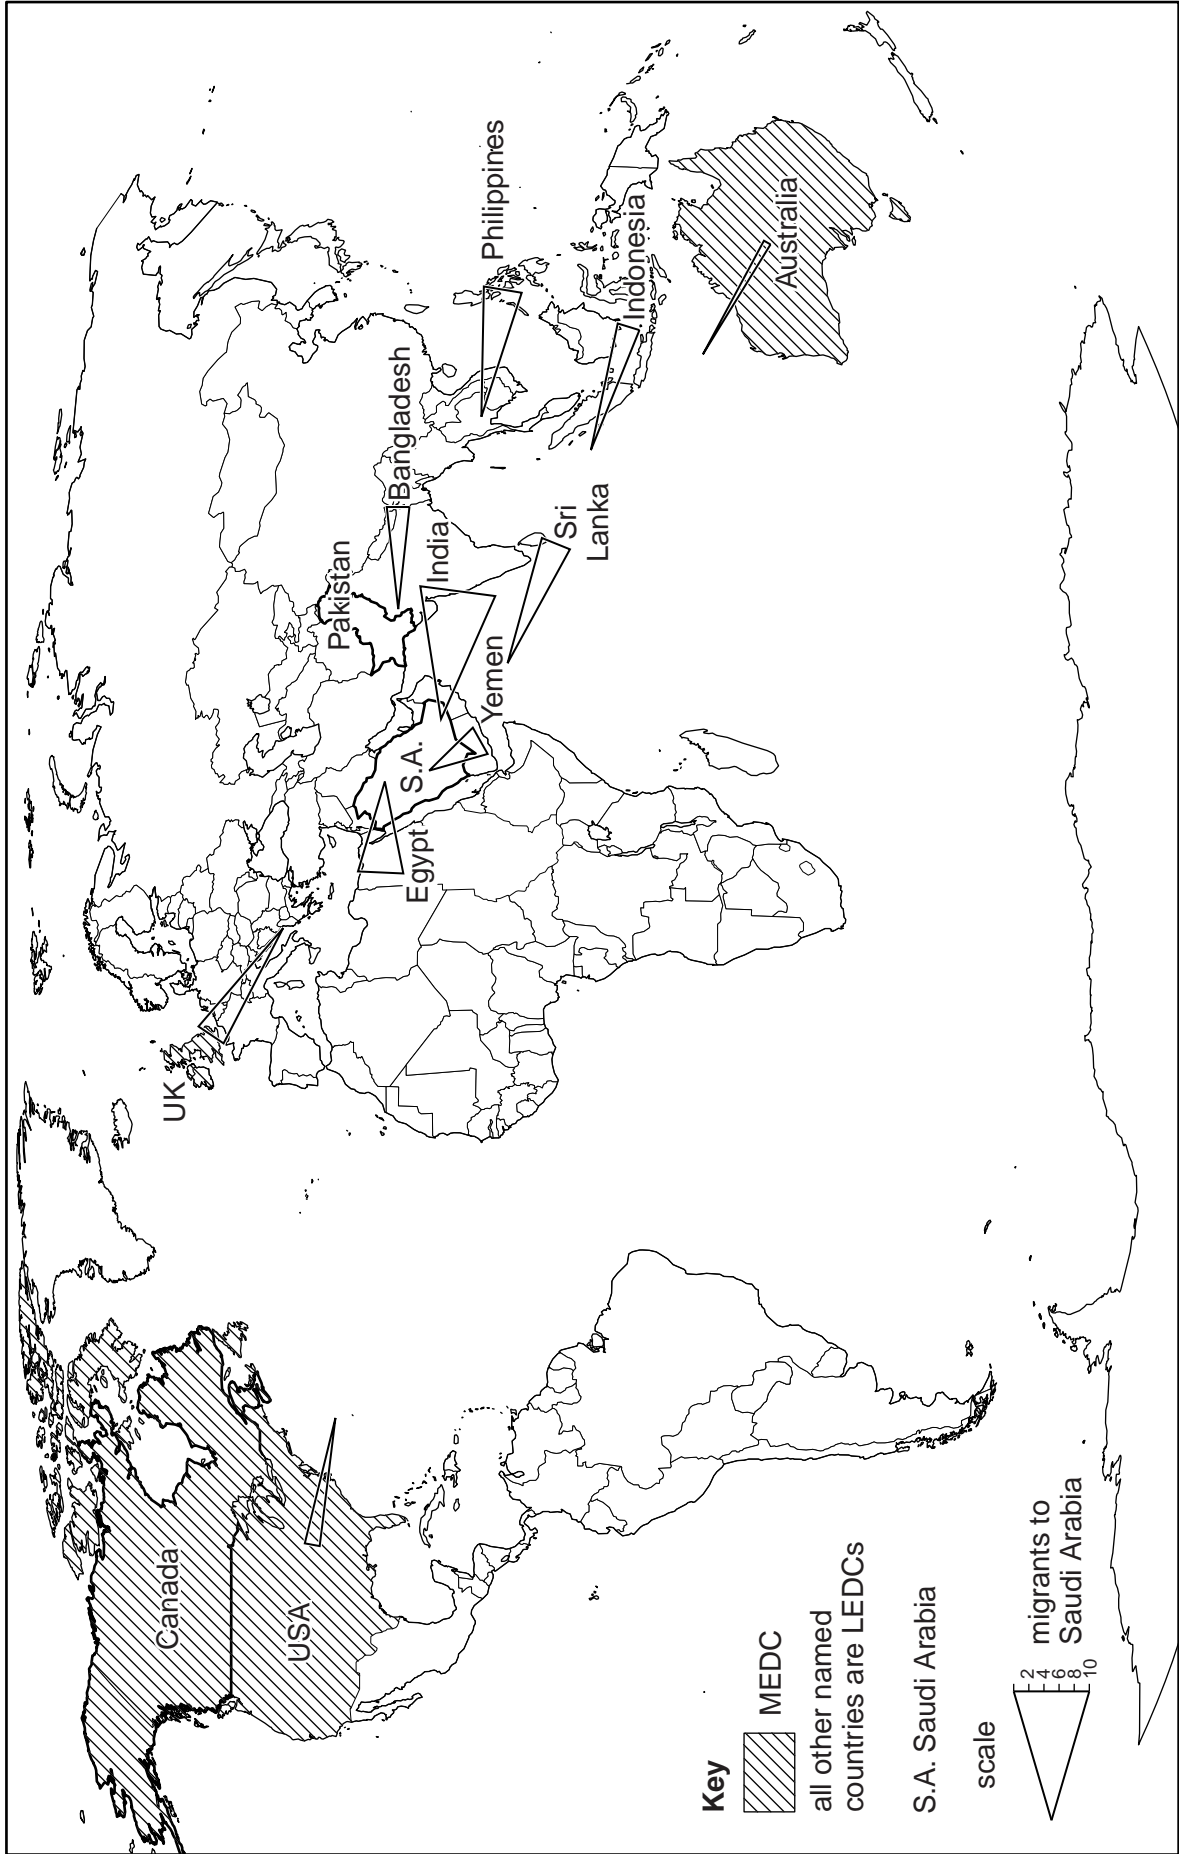 Canada
USA
UK
Egypt
S.A.
Yemen
Pakistan
India
Bangladesh
Sri
Lanka
Philippines
Indonesia
Australia
Key
MEDC
all other named
countries are LEDCs
S.A. Saudi Arabia
scale
2
4
6
8
10
migrants to
Saudi Arabia